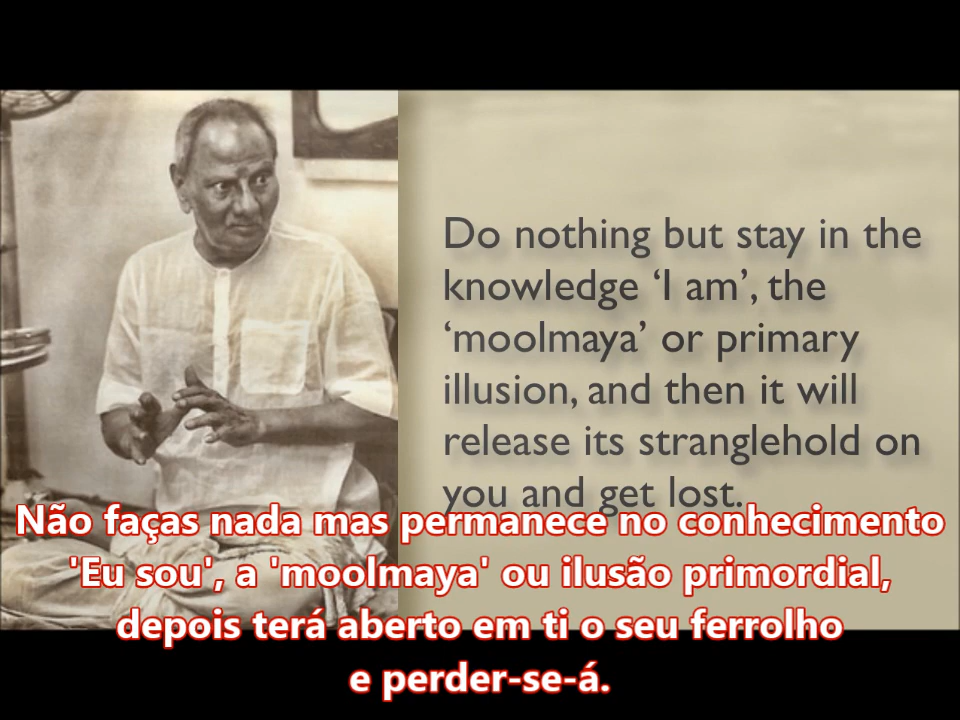 Do nothing but stay in the
knowledge ‘I am’, the
‘moolmaya’ or primary
illusion, and then it will
release its stranglehold on
you and get lost.
Não faças nada mas permanece no conhecimento
'Eu sou', a 'moolmaya' ou ilusão primordial,
depois terá aberto em ti o seu ferrolho
e perder-se-á.